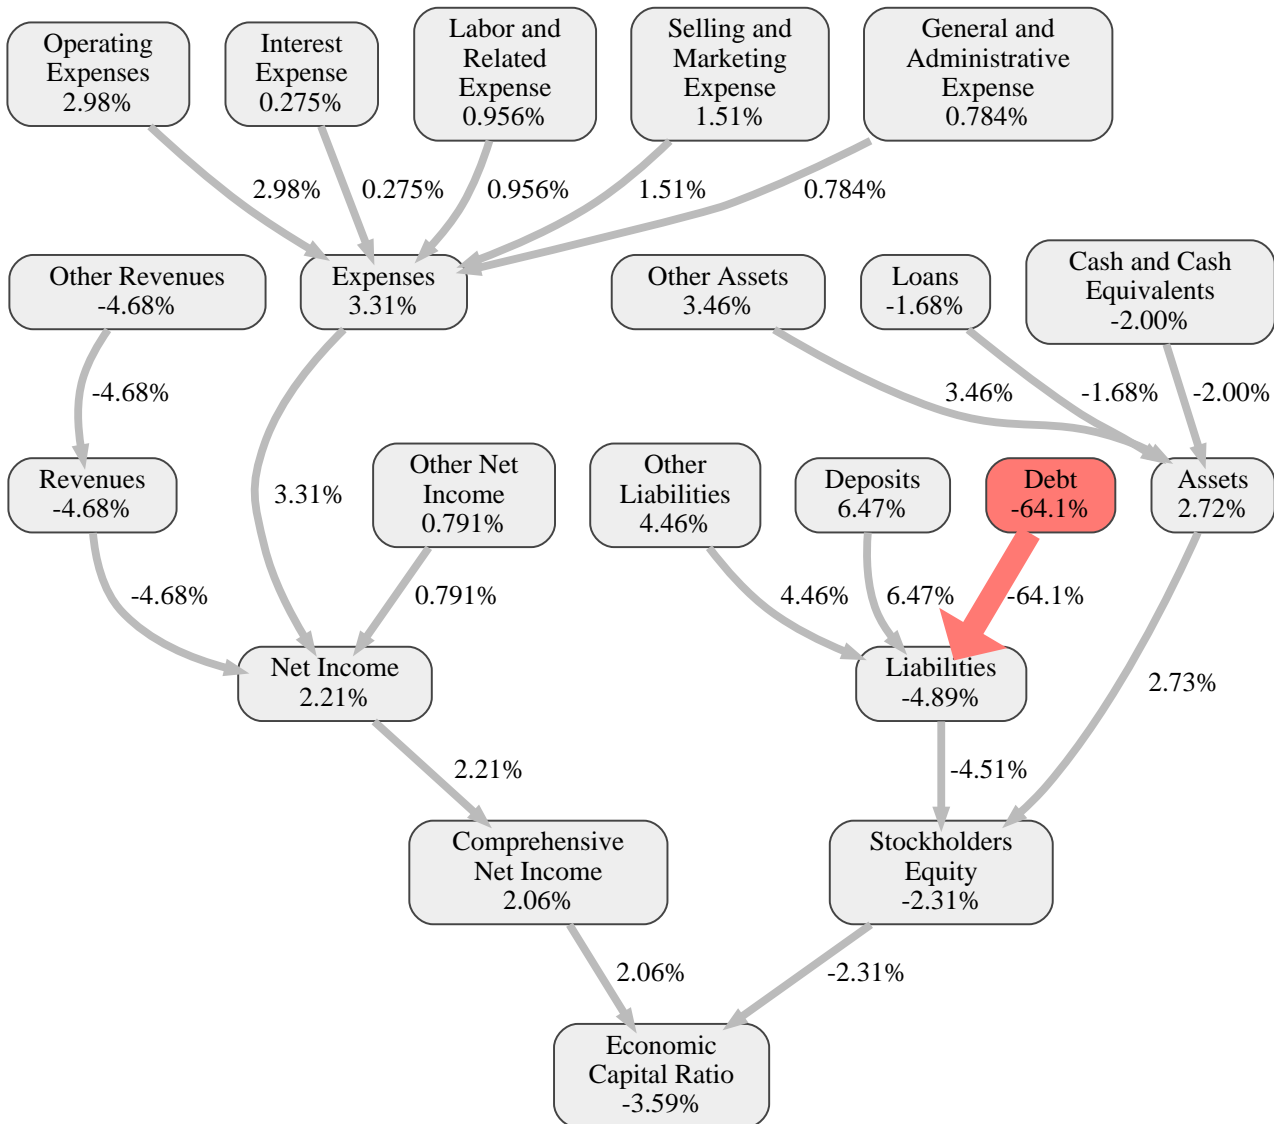 Operating
Expenses
2.98%
Interest
Expense
0.275%
Labor and
Related
Expense
0.956%
Selling and
Marketing
Expense
1.51%
General and
Administrative
Expense
0.784%
2.98%
0.275%
0.956%
1.51%
0.784%
Other Revenues
-4.68%
Expenses
3.31%
Other Assets
3.46%
Loans
-1.68%
Cash and Cash
Equivalents
-2.00%
-4.68%
3.46%
-1.68%
-2.00%
Revenues
-4.68%
3.31%
Other Net
Income
0.791%
Other
Liabilities
4.46%
Deposits
6.47%
Debt
-64.1%
Assets
2.72%
-4.68%
0.791%
4.46%
6.47%
-64.1%
Net Income
2.21%
Liabilities
-4.89%
2.73%
2.21%
-4.51%
Comprehensive
Net Income
2.06%
Stockholders
Equity
-2.31%
2.06%
-2.31%
Economic
Capital Ratio
-3.59%